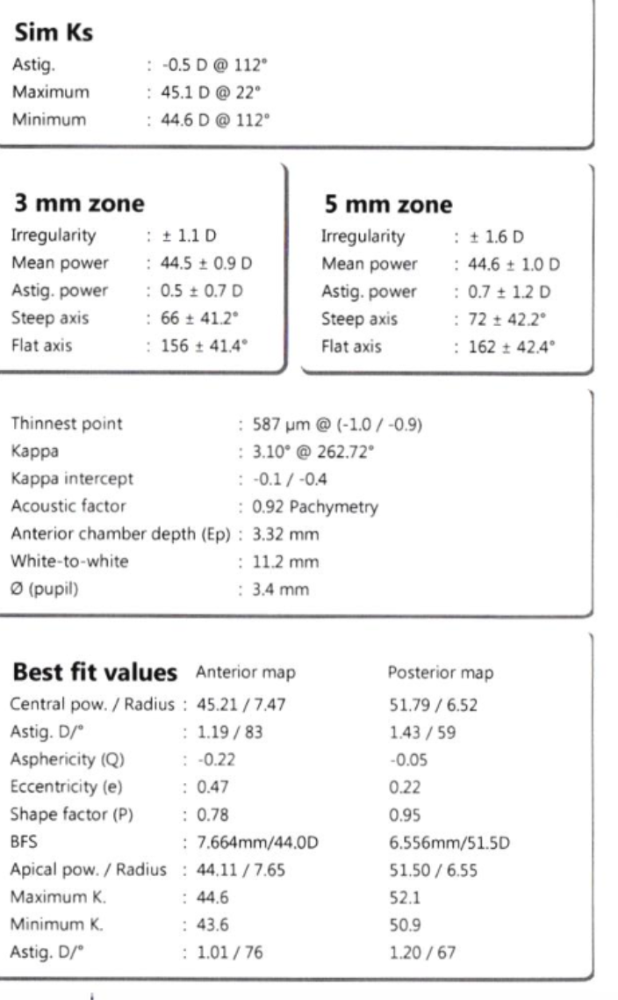 Sim Ks
Astig. : -0.5 D @ 112°
Maximum : 45.1 D @ 22°
Minimum : 44.6 D @ 112°
3 mm zone
Irregularity : ± 1.1 D
Mean power : 44.5 ± 0.9 D
Astig. power : 0.5 ± 0.7 D
Steep axis : 66 ± 41.2°
Flat axis : 156 ± 41.4°
5 mm zone
Irregularity : ± 1.6 D
Mean power : 44.6 ± 1.0 D
Astig. power : 0.7 ± 1.2 D
Steep axis : 72 ± 42.2°
Flat axis : 162 ± 42.4°
Thinnest point : 587 µm @ (-1.0 / -0.9)
Kappa : 3.10° @ 262.72°
Kappa intercept : -0.1 / -0.4
Acoustic factor : 0.92 Pachymetry
Anterior chamber depth (Ep) : 3.32 mm
White-to-white : 11.2 mm
Ø (pupil) : 3.4 mm
Best fit values Anterior map Posterior map
Central pow. / Radius : 45.21 / 7.47 51.79 / 6.52
Astig. D/° : 1.19 / 83 1.43 / 59
Asphericity (Q) : -0.22 -0.05
Eccentricity (e) : 0.47 0.22
Shape factor (P) : 0.78 0.95
BFS : 7.664mm/44.0D 6.556mm/51.5D
Apical pow. / Radius : 44.11 / 7.65 51.50 / 6.55
Maximum K. : 44.6 52.1
Minimum K. : 43.6 50.9
Astig. D/° : 1.01 / 76 1.20 / 67